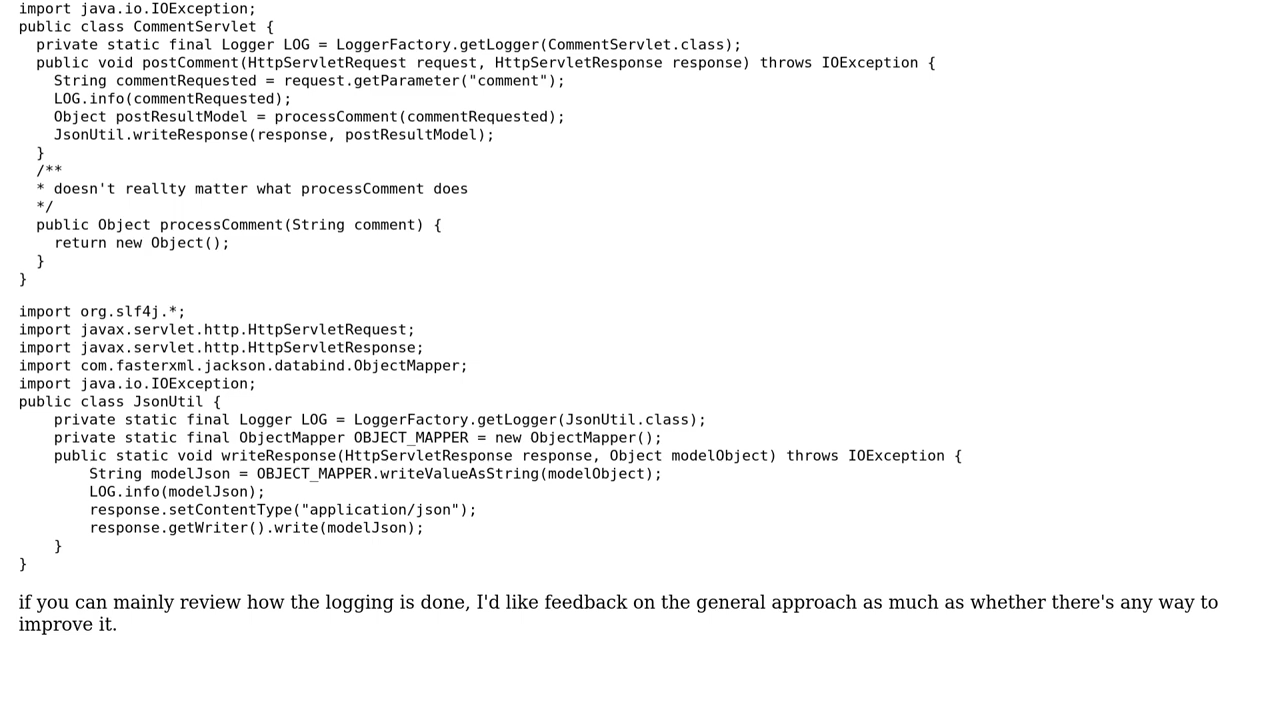 import java.io.IOException;
public class CommentServlet {
  private static final Logger LOG = LoggerFactory.getLogger(CommentServlet.class);
  public void postComment(HttpServletRequest request, HttpServletResponse response) throws IOException {
    String commentRequested = request.getParameter("comment");
    LOG.info(commentRequested);
    Object postResultModel = processComment(commentRequested);
    JsonUtil.writeResponse(response, postResultModel);
  }
  /**
  * doesn't reallty matter what processComment does
  */
  public Object processComment(String comment) {
    return new Object();
  }
}
import org.slf4j.*;
import javax.servlet.http.HttpServletRequest;
import javax.servlet.http.HttpServletResponse;
import com.fasterxml.jackson.databind.ObjectMapper;
import java.io.IOException;
public class JsonUtil {
    private static final Logger LOG = LoggerFactory.getLogger(JsonUtil.class);
    private static final ObjectMapper OBJECT_MAPPER = new ObjectMapper();
    public static void writeResponse(HttpServletResponse response, Object modelObject) throws IOException {
        String modelJson = OBJECT_MAPPER.writeValueAsString(modelObject);
        LOG.info(modelJson);
        response.setContentType("application/json");
        response.getWriter().write(modelJson);
    }
}
if you can mainly review how the logging is done, I'd like feedback on the general approach as much as whether there's any way to
improve it.